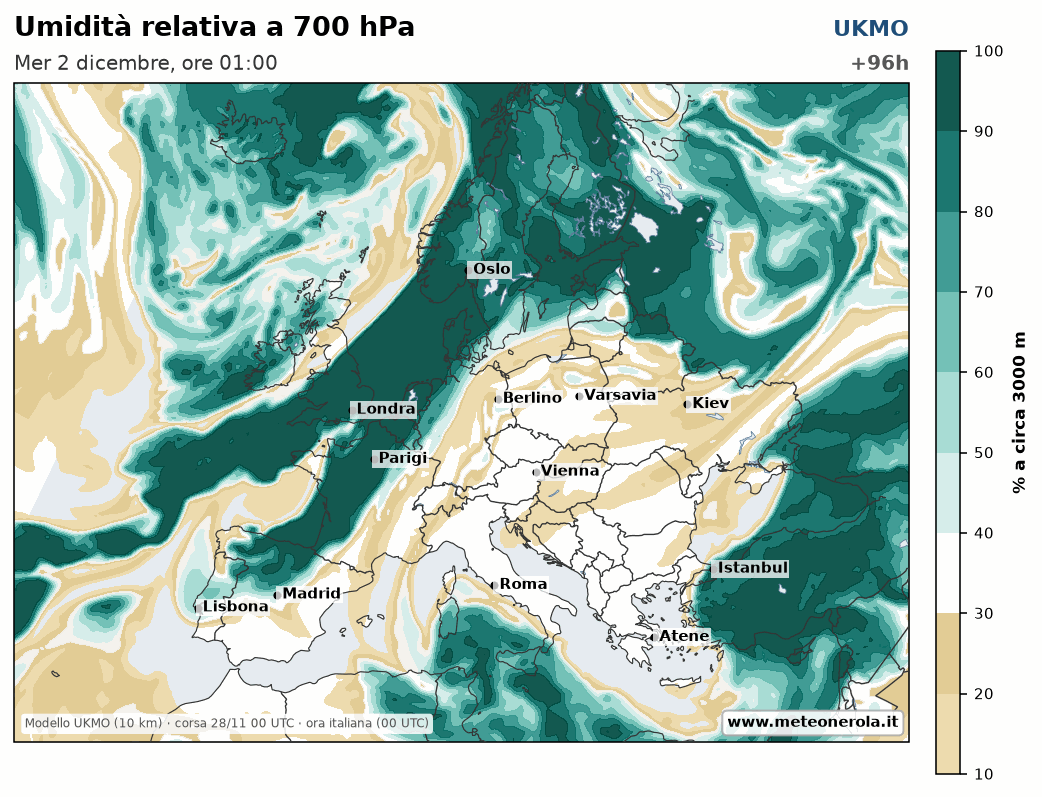 Umidità relativa a 700 hPa
UKMO
Mer 2 dicembre, ore 01:00
+96h
100
90
80
70
60
50
40
30
20
10
% a circa 3000 m
Oslo
Londra
Berlino
Varsavia
Kiev
Parigi
Vienna
Istanbul
Roma
Madrid
Lisbona
Atene
Modello UKMO (10 km) · corsa 28/11 00 UTC · ora italiana (00 UTC)
www.meteonerola.it